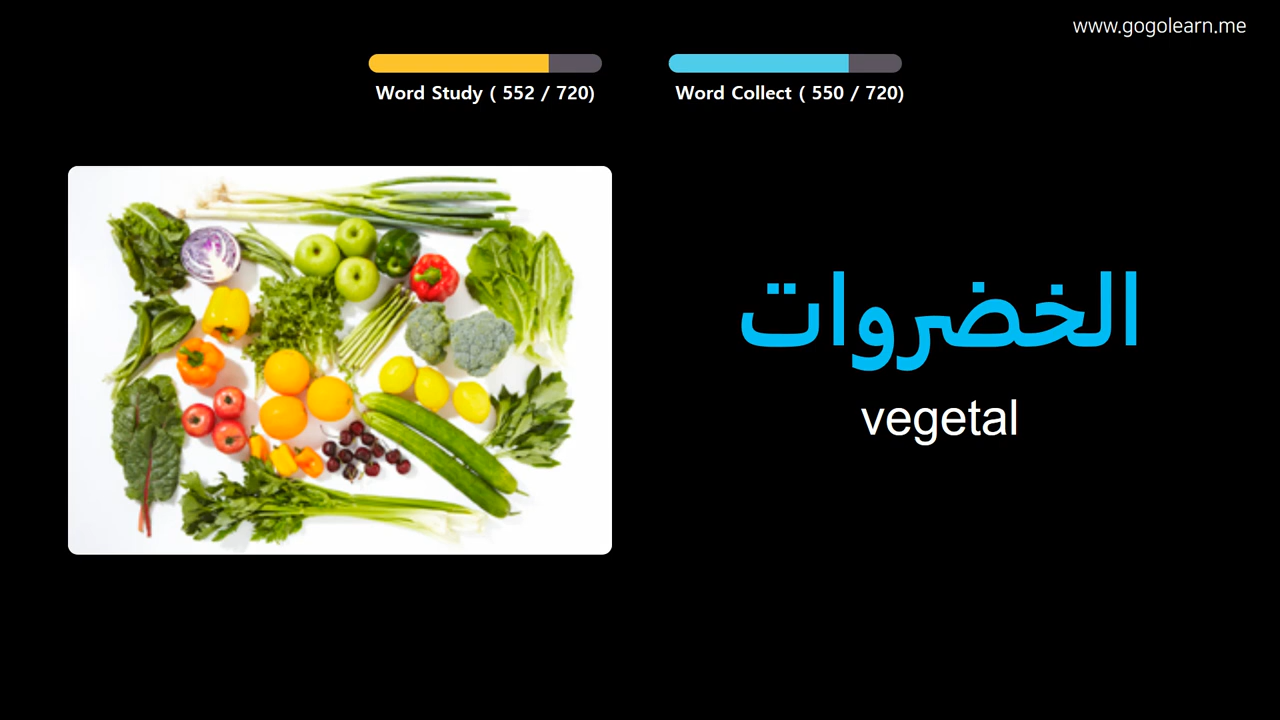 www.gogolearn.me
Word Study ( 552 / 720)
Word Collect ( 550 / 720)
الخضروات
vegetal